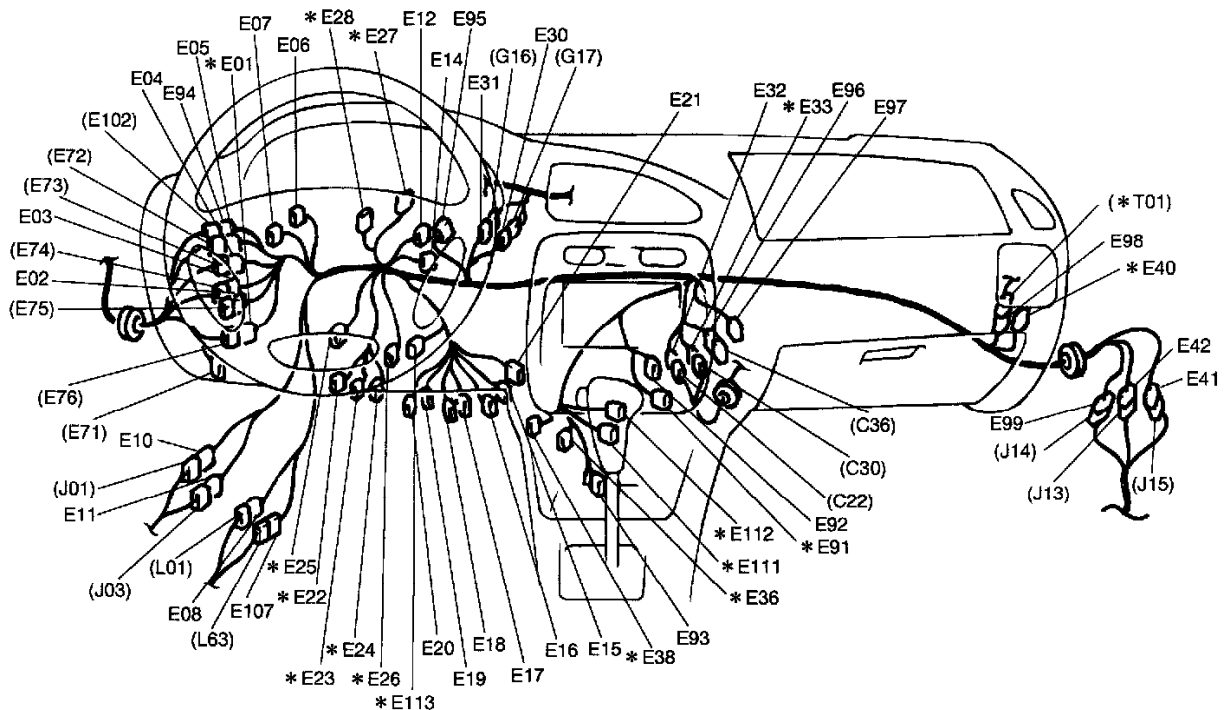 E07
* E28
E12
E95
* E27
E30
(G16)
(G17)
E05
* E01
E06
E14
E31
E04
E94
E21
E32
* E33
E96
E97
(E102)
(E72)
(E73)
E03
(E74)
E02
(E75)
(* T01)
E98
* E40
E42
E41
(E76)
(E71)
E10
(J01)
E11
(J03)
(L01)
E08
(L63)
E107
* E25
* E22
* E23
* E24
* E26
* E113
E20
E19
E18
E17
E16
E15
* E38
E93
* E36
* E111
* E112
* E91
E92
(C22)
(C30)
(C36)
E99
(J14)
(J13)
(J15)